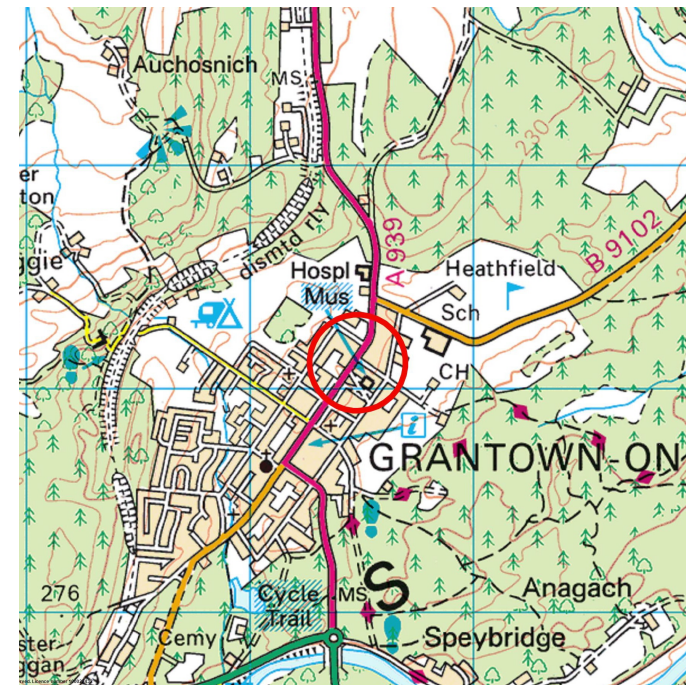 Auchosnich
MS
er
ton
230
dismtd rly
A 939
B 9102
ggie
Hospl
Heathfield
Mus
Sch
CH
i
GRANTOWN-ON
276
S
Cycle
Trail
MS
Anagach
Cemy
Speybridge
ster
ggan